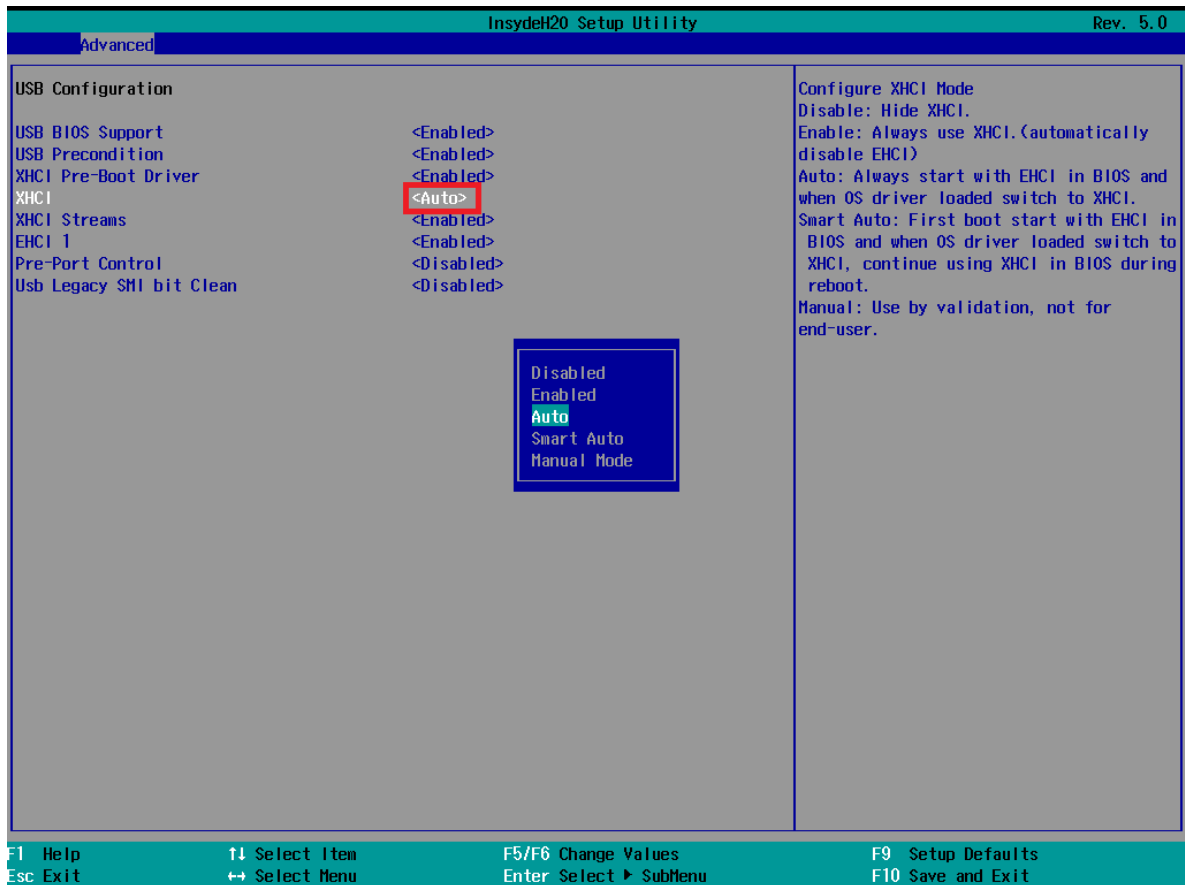 InsydeH2O Setup Utility Rev. 5.0
Advanced
USB Configuration
USB BIOS Support <Enabled>
USB Precondition <Enabled>
XHCI Pre-Boot Driver <Enabled>
XHCI <Auto>
XHCI Streams <Enabled>
EHCI 1 <Enabled>
Pre-Port Control <Disabled>
Usb Legacy SMI bit Clean <Disabled>
Configure XHCI Mode
Disable: Hide XHCI.
Enable: Always use XHCI.(automatically
disable EHCI)
Auto: Always start with EHCI in BIOS and
when OS driver loaded switch to XHCI.
Smart Auto: First boot start with EHCI in
BIOS and when OS driver loaded switch to
XHCI, continue using XHCI in BIOS during
reboot.
Manual: Use by validation, not for
end-user.
Disabled
Enabled
Auto
Smart Auto
Manual Mode
F1 Help ↑↓ Select Item F5/F6 Change Values F9 Setup Defaults
Esc Exit ↔ Select Menu Enter Select ▶ SubMenu F10 Save and Exit